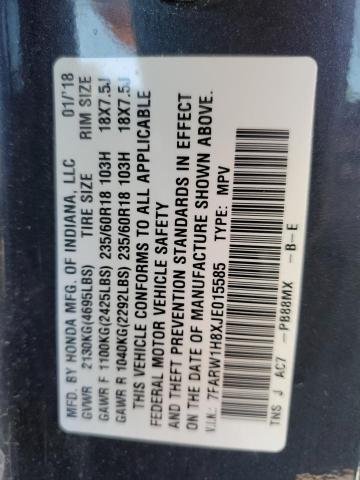 MFD. BY HONDA MFG. OF INDIANA, LLC 01/'18
GVWR 2130KG(4695LBS) TIRE SIZE RIM SIZE
GAWR F 1100KG(2425LBS) 235/60R18 103H 18X7.5J
GAWR R 1040KG(2292LBS) 235/60R18 103H 18X7.5J
THIS VEHICLE CONFORMS TO ALL APPLICABLE
FEDERAL MOTOR VEHICLE SAFETY
AND THEFT PREVENTION STANDARDS IN EFFECT
ON THE DATE OF MANUFACTURE SHOWN ABOVE.
V.I.N.: 7FARW1H8XJE015585 TYPE: MPV
TNS J AC7 -PB88MX -B-E